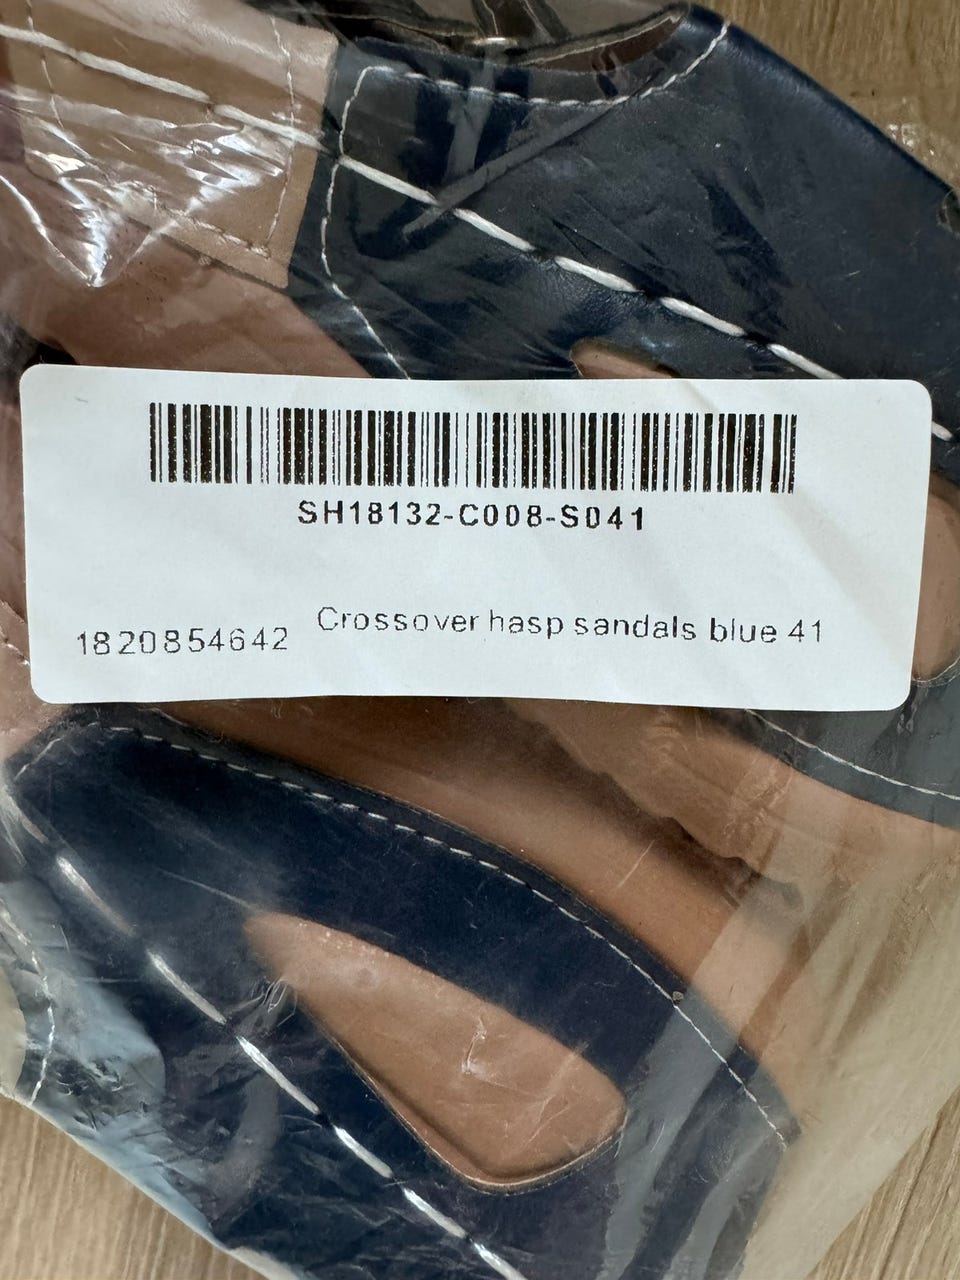 SH18132-C008-S041
Crossover hasp sandals blue 41
1820854642